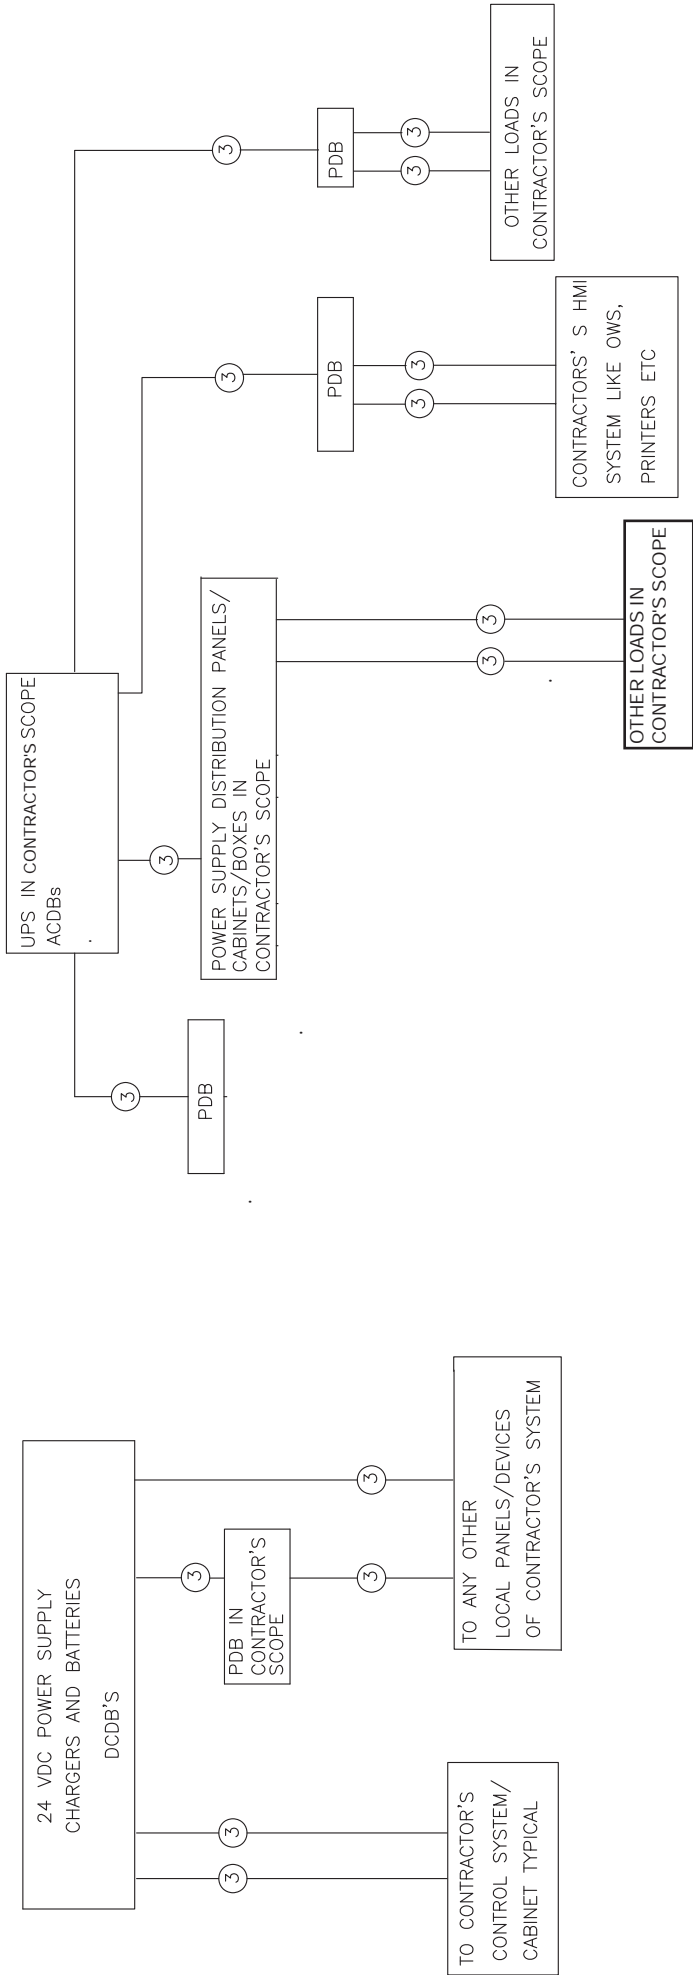 24 VDC POWER SUPPLY
CHARGERS AND BATTERIES
DCDB'S
3
3
3
3
3
PDB IN
CONTRACTOR'S
SCOPE
TO CONTRACTOR'S
CONTROL SYSTEM/
CABINET TYPICAL
TO ANY OTHER
LOCAL PANELS/DEVICES
OF CONTRACTOR'S SYSTEM
UPS IN CONTRACTOR'S SCOPE
ACDBs
3
PDB
3
POWER SUPPLY DISTRIBUTION PANELS/
CABINETS/BOXES IN
CONTRACTOR'S SCOPE
3
3
OTHER LOADS IN
CONTRACTOR'S SCOPE
3
PDB
3
3
CONTRACTORS' S HMI
SYSTEM LIKE OWS,
PRINTERS ETC
3
PDB
3
3
OTHER LOADS IN
CONTRACTOR'S SCOPE